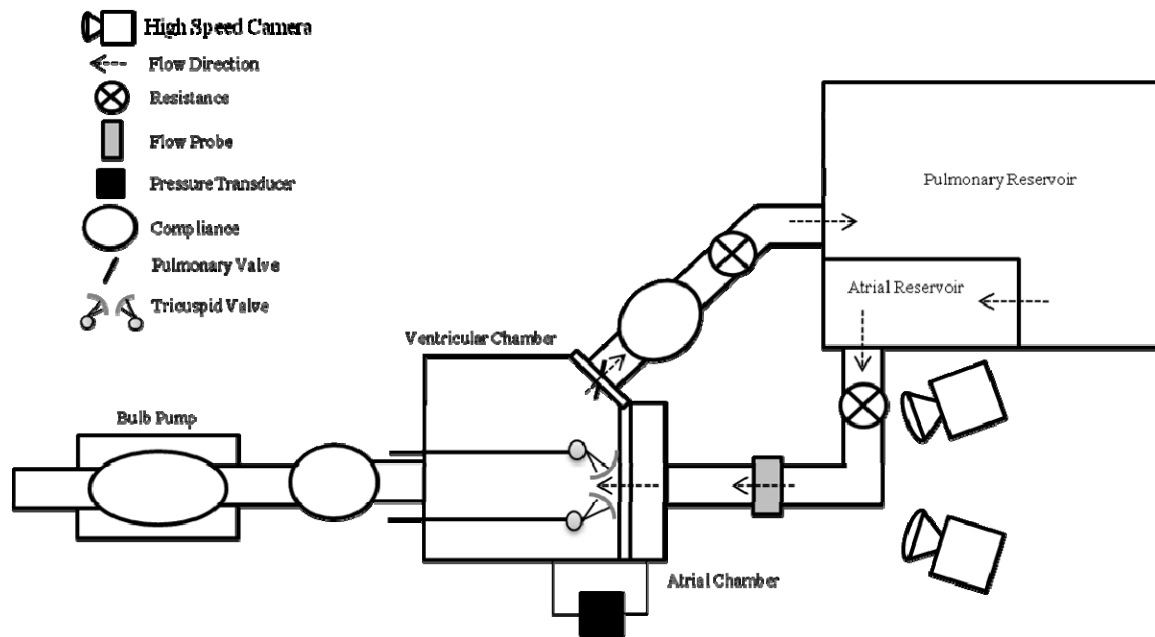 High Speed Camera
Flow Direction
Resistance
Flow Probe
Pressure Transducer
Compliance
Pulmonary Valve
Tricuspid Valve
Pulmonary Reservoir
Atrial Reservoir
Ventricular Chamber
Bulb Pump
Atrial Chamber